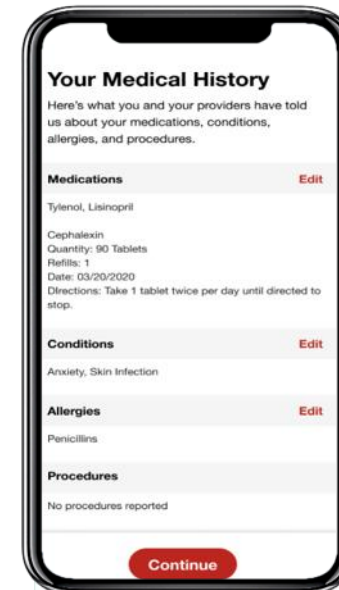 Your Medical History
Here's what you and your providers have told
us about your medications, conditions,
allergies, and procedures.
Medications Edit
Tylenol, Lisinopril
Cephalexin
Quantity: 90 Tablets
Refills: 1
Date: 03/20/2020
DIrections: Take 1 tablet twice per day until directed to
stop.
Conditions Edit
Anxiety, Skin Infection
Allergies Edit
Penicillins
Procedures
No procedures reported
Continue